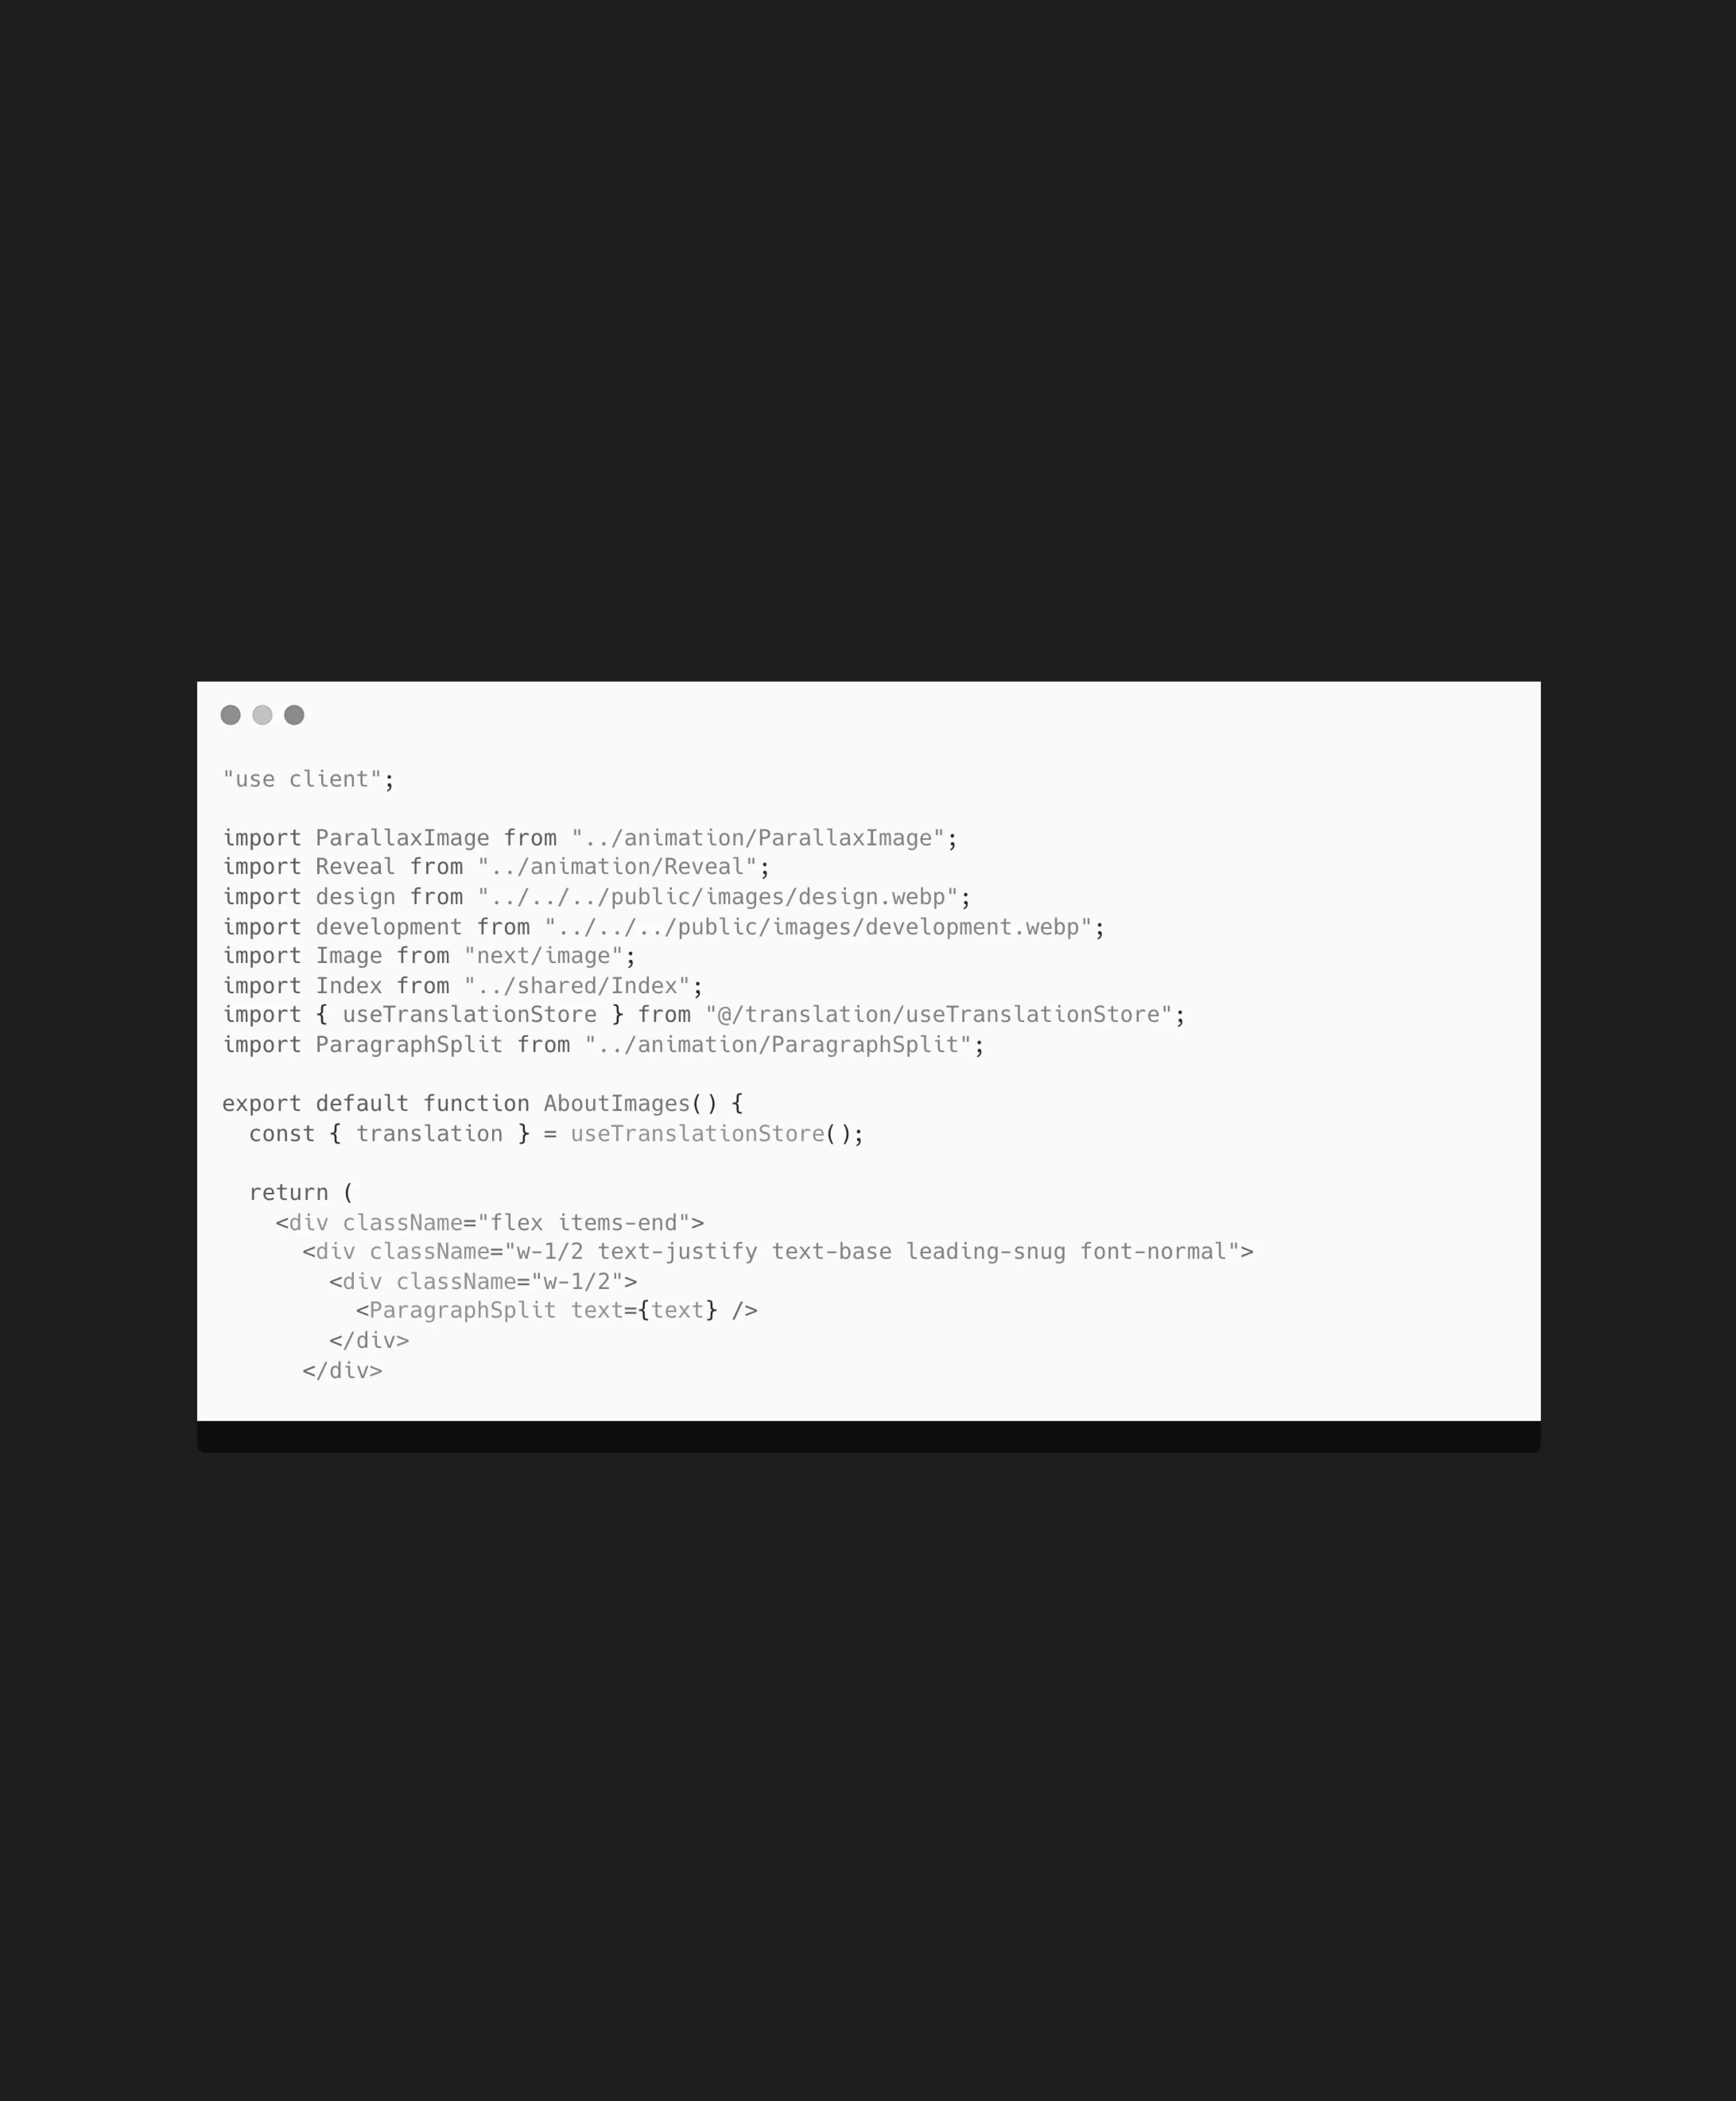 "use client";

import ParallaxImage from "../animation/ParallaxImage";
import Reveal from "../animation/Reveal";
import design from "../../../public/images/design.webp";
import development from "../../../public/images/development.webp";
import Image from "next/image";
import Index from "../shared/Index";
import { useTranslationStore } from "@/translation/useTranslationStore";
import ParagraphSplit from "../animation/ParagraphSplit";

export default function AboutImages() {
  const { translation } = useTranslationStore();

  return (
    <div className="flex items-end">
      <div className="w-1/2 text-justify text-base leading-snug font-normal">
        <div className="w-1/2">
          <ParagraphSplit text={text} />
        </div>
      </div>